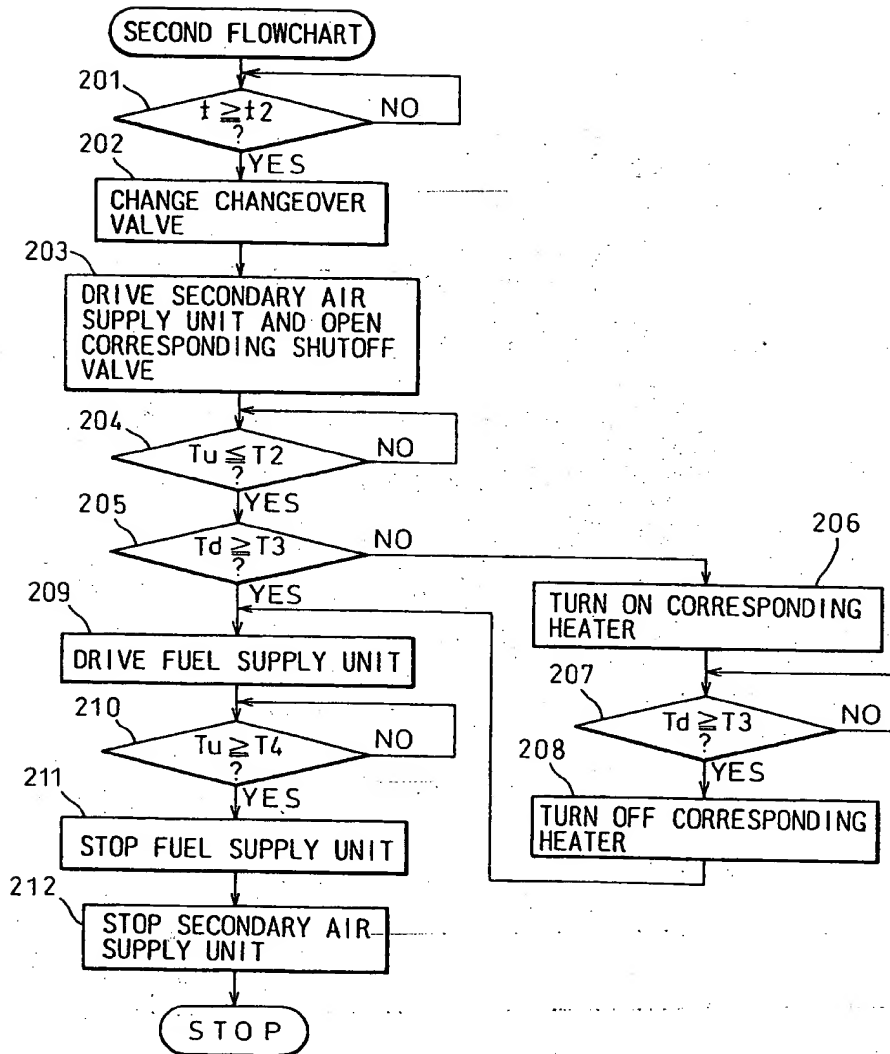 SECOND FLOWCHART
201
t ≧ t2
?
NO
YES
202
CHANGE CHANGEOVER
VALVE
203
DRIVE SECONDARY AIR
SUPPLY UNIT AND OPEN
CORRESPONDING SHUTOFF
VALVE
204
Tu ≦ T2
?
NO
YES
205
Td ≧ T3
?
NO
YES
206
TURN ON CORRESPONDING
HEATER
207
Td ≧ T3
?
NO
YES
208
TURN OFF CORRESPONDING
HEATER
209
DRIVE FUEL SUPPLY UNIT
210
Tu ≧ T4
?
NO
YES
211
STOP FUEL SUPPLY UNIT
212
STOP SECONDARY AIR
SUPPLY UNIT
STOP